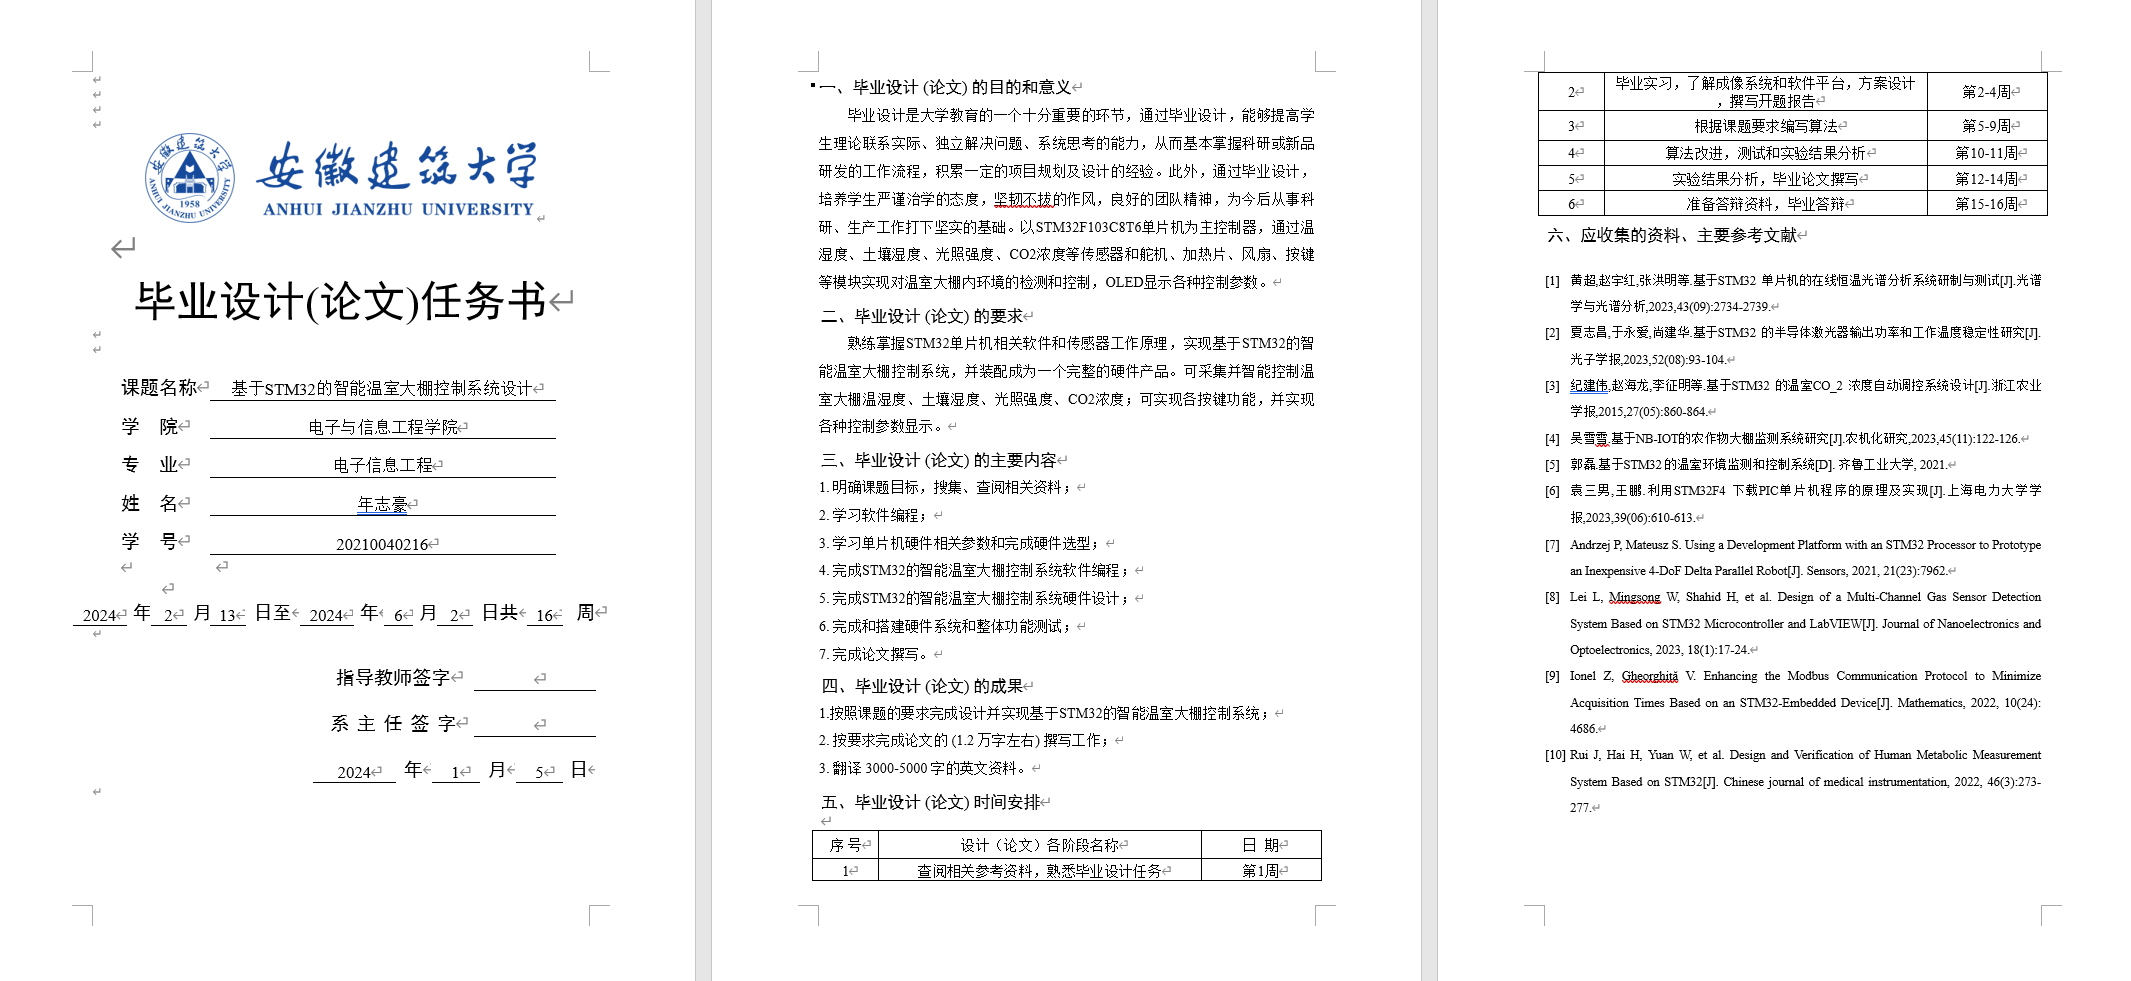 安徽建筑大学
ANHUI JIANZHU UNIVERSITY
安徽建筑大学
ANHUI JIANZHU UNIVERSITY
1958
毕业设计(论文)任务书
课题名称 基于STM32的智能温室大棚控制系统设计
学 院 电子与信息工程学院
专 业 电子信息工程
姓 名 年志豪
学 号 20210040216
2024 年 2 月 13 日至 2024 年 6 月 2 日共 16 周
指导教师签字
系 主 任 签 字
2024 年 1 月 5 日
一、毕业设计 (论文) 的目的和意义
毕业设计是大学教育的一个十分重要的环节，通过毕业设计，能够提高学
生理论联系实际、独立解决问题、系统思考的能力，从而基本掌握科研或新品
研发的工作流程，积累一定的项目规划及设计的经验。此外，通过毕业设计，
培养学生严谨治学的态度，坚韧不拔的作风，良好的团队精神，为今后从事科
研、生产工作打下坚实的基础。以STM32F103C8T6单片机为主控制器，通过温
湿度、土壤湿度、光照强度、CO2浓度等传感器和舵机、加热片、风扇、按键
等模块实现对温室大棚内环境的检测和控制，OLED显示各种控制参数。
二、毕业设计 (论文) 的要求
熟练掌握STM32单片机相关软件和传感器工作原理，实现基于STM32的智
能温室大棚控制系统，并装配成为一个完整的硬件产品。可采集并智能控制温
室大棚温湿度、土壤湿度、光照强度、CO2浓度；可实现各按键功能，并实现
各种控制参数显示。
三、毕业设计 (论文) 的主要内容
1. 明确课题目标，搜集、查阅相关资料；
2. 学习软件编程；
3. 学习单片机硬件相关参数和完成硬件选型；
4. 完成STM32的智能温室大棚控制系统软件编程；
5. 完成STM32的智能温室大棚控制系统硬件设计；
6. 完成和搭建硬件系统和整体功能测试；
7. 完成论文撰写。
四、毕业设计 (论文) 的成果
1.按照课题的要求完成设计并实现基于STM32的智能温室大棚控制系统；
2. 按要求完成论文的 (1.2 万字左右) 撰写工作；
3. 翻译 3000-5000 字的英文资料。
五、毕业设计 (论文) 时间安排
序 号 设计（论文）各阶段名称 日 期
1 查阅相关参考资料，熟悉毕业设计任务 第1周
2 毕业实习，了解成像系统和软件平台，方案设计
，撰写开题报告 第2-4周
3 根据课题要求编写算法 第5-9周
4 算法改进，测试和实验结果分析 第10-11周
5 实验结果分析，毕业论文撰写 第12-14周
6 准备答辩资料，毕业答辩 第15-16周
六、应收集的资料、主要参考文献
[1] 黄超,赵宇红,张洪明等.基于STM32 单片机的在线恒温光谱分析系统研制与测试[J].光谱
学与光谱分析,2023,43(09):2734-2739.
[2] 夏志昌,于永爱,尚建华.基于STM32 的半导体激光器输出功率和工作温度稳定性研究[J].
光子学报,2023,52(08):93-104.
[3] 纪建伟,赵海龙,李征明等.基于STM32 的温室CO_2 浓度自动调控系统设计[J].浙江农业
学报,2015,27(05):860-864.
[4] 吴雪雪.基于NB-IOT的农作物大棚监测系统研究[J].农机化研究,2023,45(11):122-126.
[5] 郭磊.基于STM32 的温室环境监测和控制系统[D]. 齐鲁工业大学, 2021.
[6] 袁三男,王鹏.利用STM32F4 下载PIC单片机程序的原理及实现[J].上海电力大学学
报,2023,39(06):610-613.
[7] Andrzej P, Mateusz S. Using a Development Platform with an STM32 Processor to Prototype
an Inexpensive 4-DoF Delta Parallel Robot[J]. Sensors, 2021, 21(23):7962.
[8] Lei L, Mingsong W, Shahid H, et al. Design of a Multi-Channel Gas Sensor Detection
System Based on STM32 Microcontroller and LabVIEW[J]. Journal of Nanoelectronics and
Optoelectronics, 2023, 18(1):17-24.
[9] Ionel Z, Gheorghiță V. Enhancing the Modbus Communication Protocol to Minimize
Acquisition Times Based on an STM32-Embedded Device[J]. Mathematics, 2022, 10(24):
4686.
[10] Rui J, Hai H, Yuan W, et al. Design and Verification of Human Metabolic Measurement
System Based on STM32[J]. Chinese journal of medical instrumentation, 2022, 46(3):273-
277.